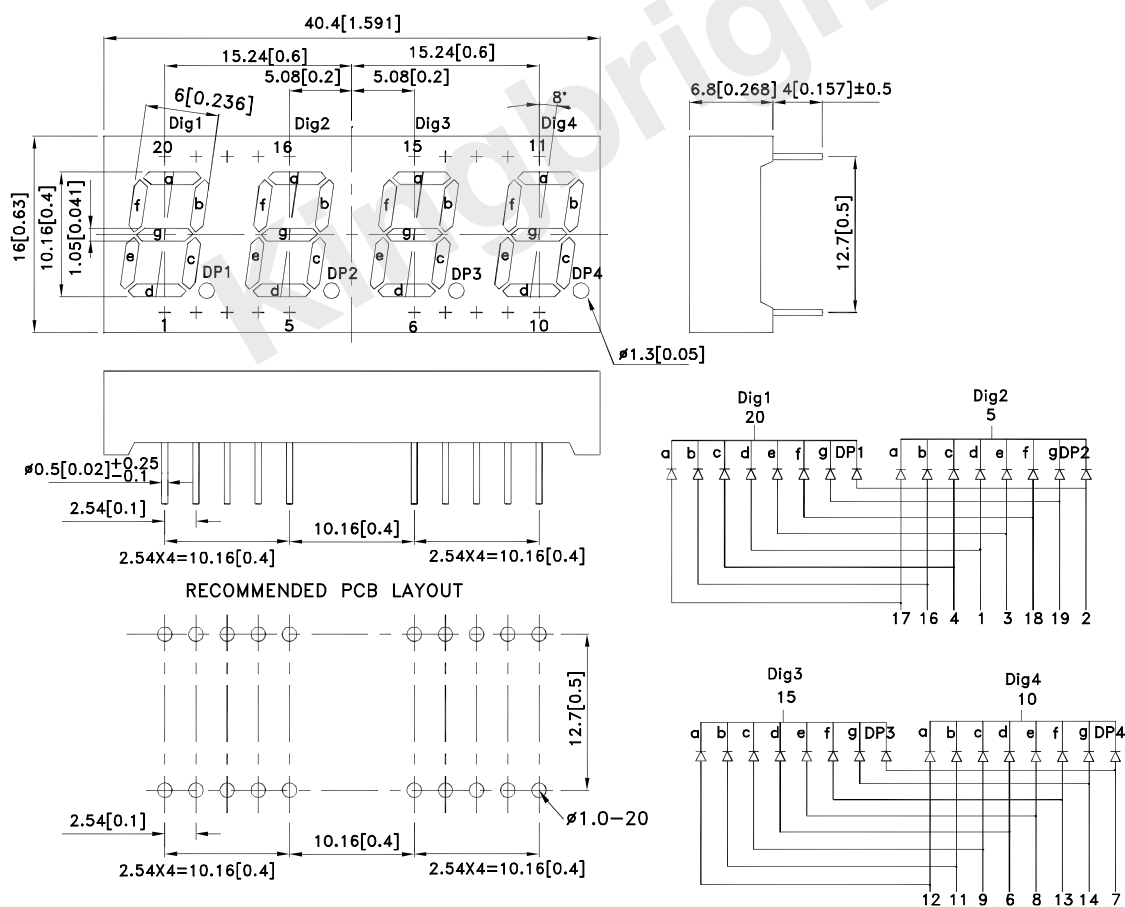 Kingbrigh
40.4[1.591]
15.24[0.6] 15.24[0.6]
5.08[0.2] 5.08[0.2]
6[0.236] 8°
Dig1 Dig2 Dig3 Dig4
20 16 15 11
a a a a
f b f b f b f b
g g g g
e c e c e c e c
d d d d
DP1 DP2 DP3 DP4
1 5 6 10
16[0.63]
10.16[0.4]
1.05[0.041]
ø1.3[0.05]
6.8[0.268] 4[0.157]±0.5
12.7[0.5]
ø0.5[0.02]+0.25 -0.1
2.54[0.1]
10.16[0.4]
2.54X4=10.16[0.4] 2.54X4=10.16[0.4]
RECOMMENDED PCB LAYOUT
12.7[0.5]
ø1.0-20
2.54[0.1]
10.16[0.4]
2.54X4=10.16[0.4] 2.54X4=10.16[0.4]
Dig1 Dig2
20 5
a b c d e f g DP1 a b c d e f g DP2
17 16 4 1 3 18 19 2
Dig3 Dig4
15 10
a b c d e f g DP3 a b c d e f g DP4
12 11 9 6 8 13 14 7